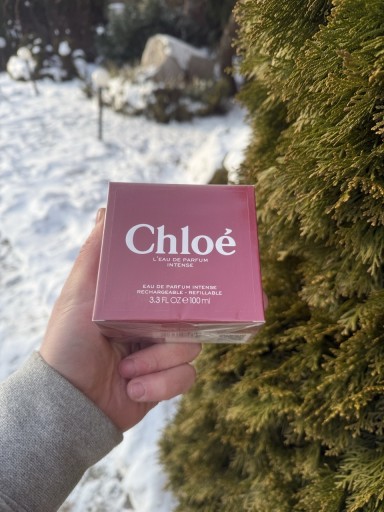 Chloé
L'EAU DE PARFUM
INTENSE
EAU DE PARFUM INTENSE
RECHARGEABLE - REFILLABLE
3.3 FL OZ ℮ 100 ml